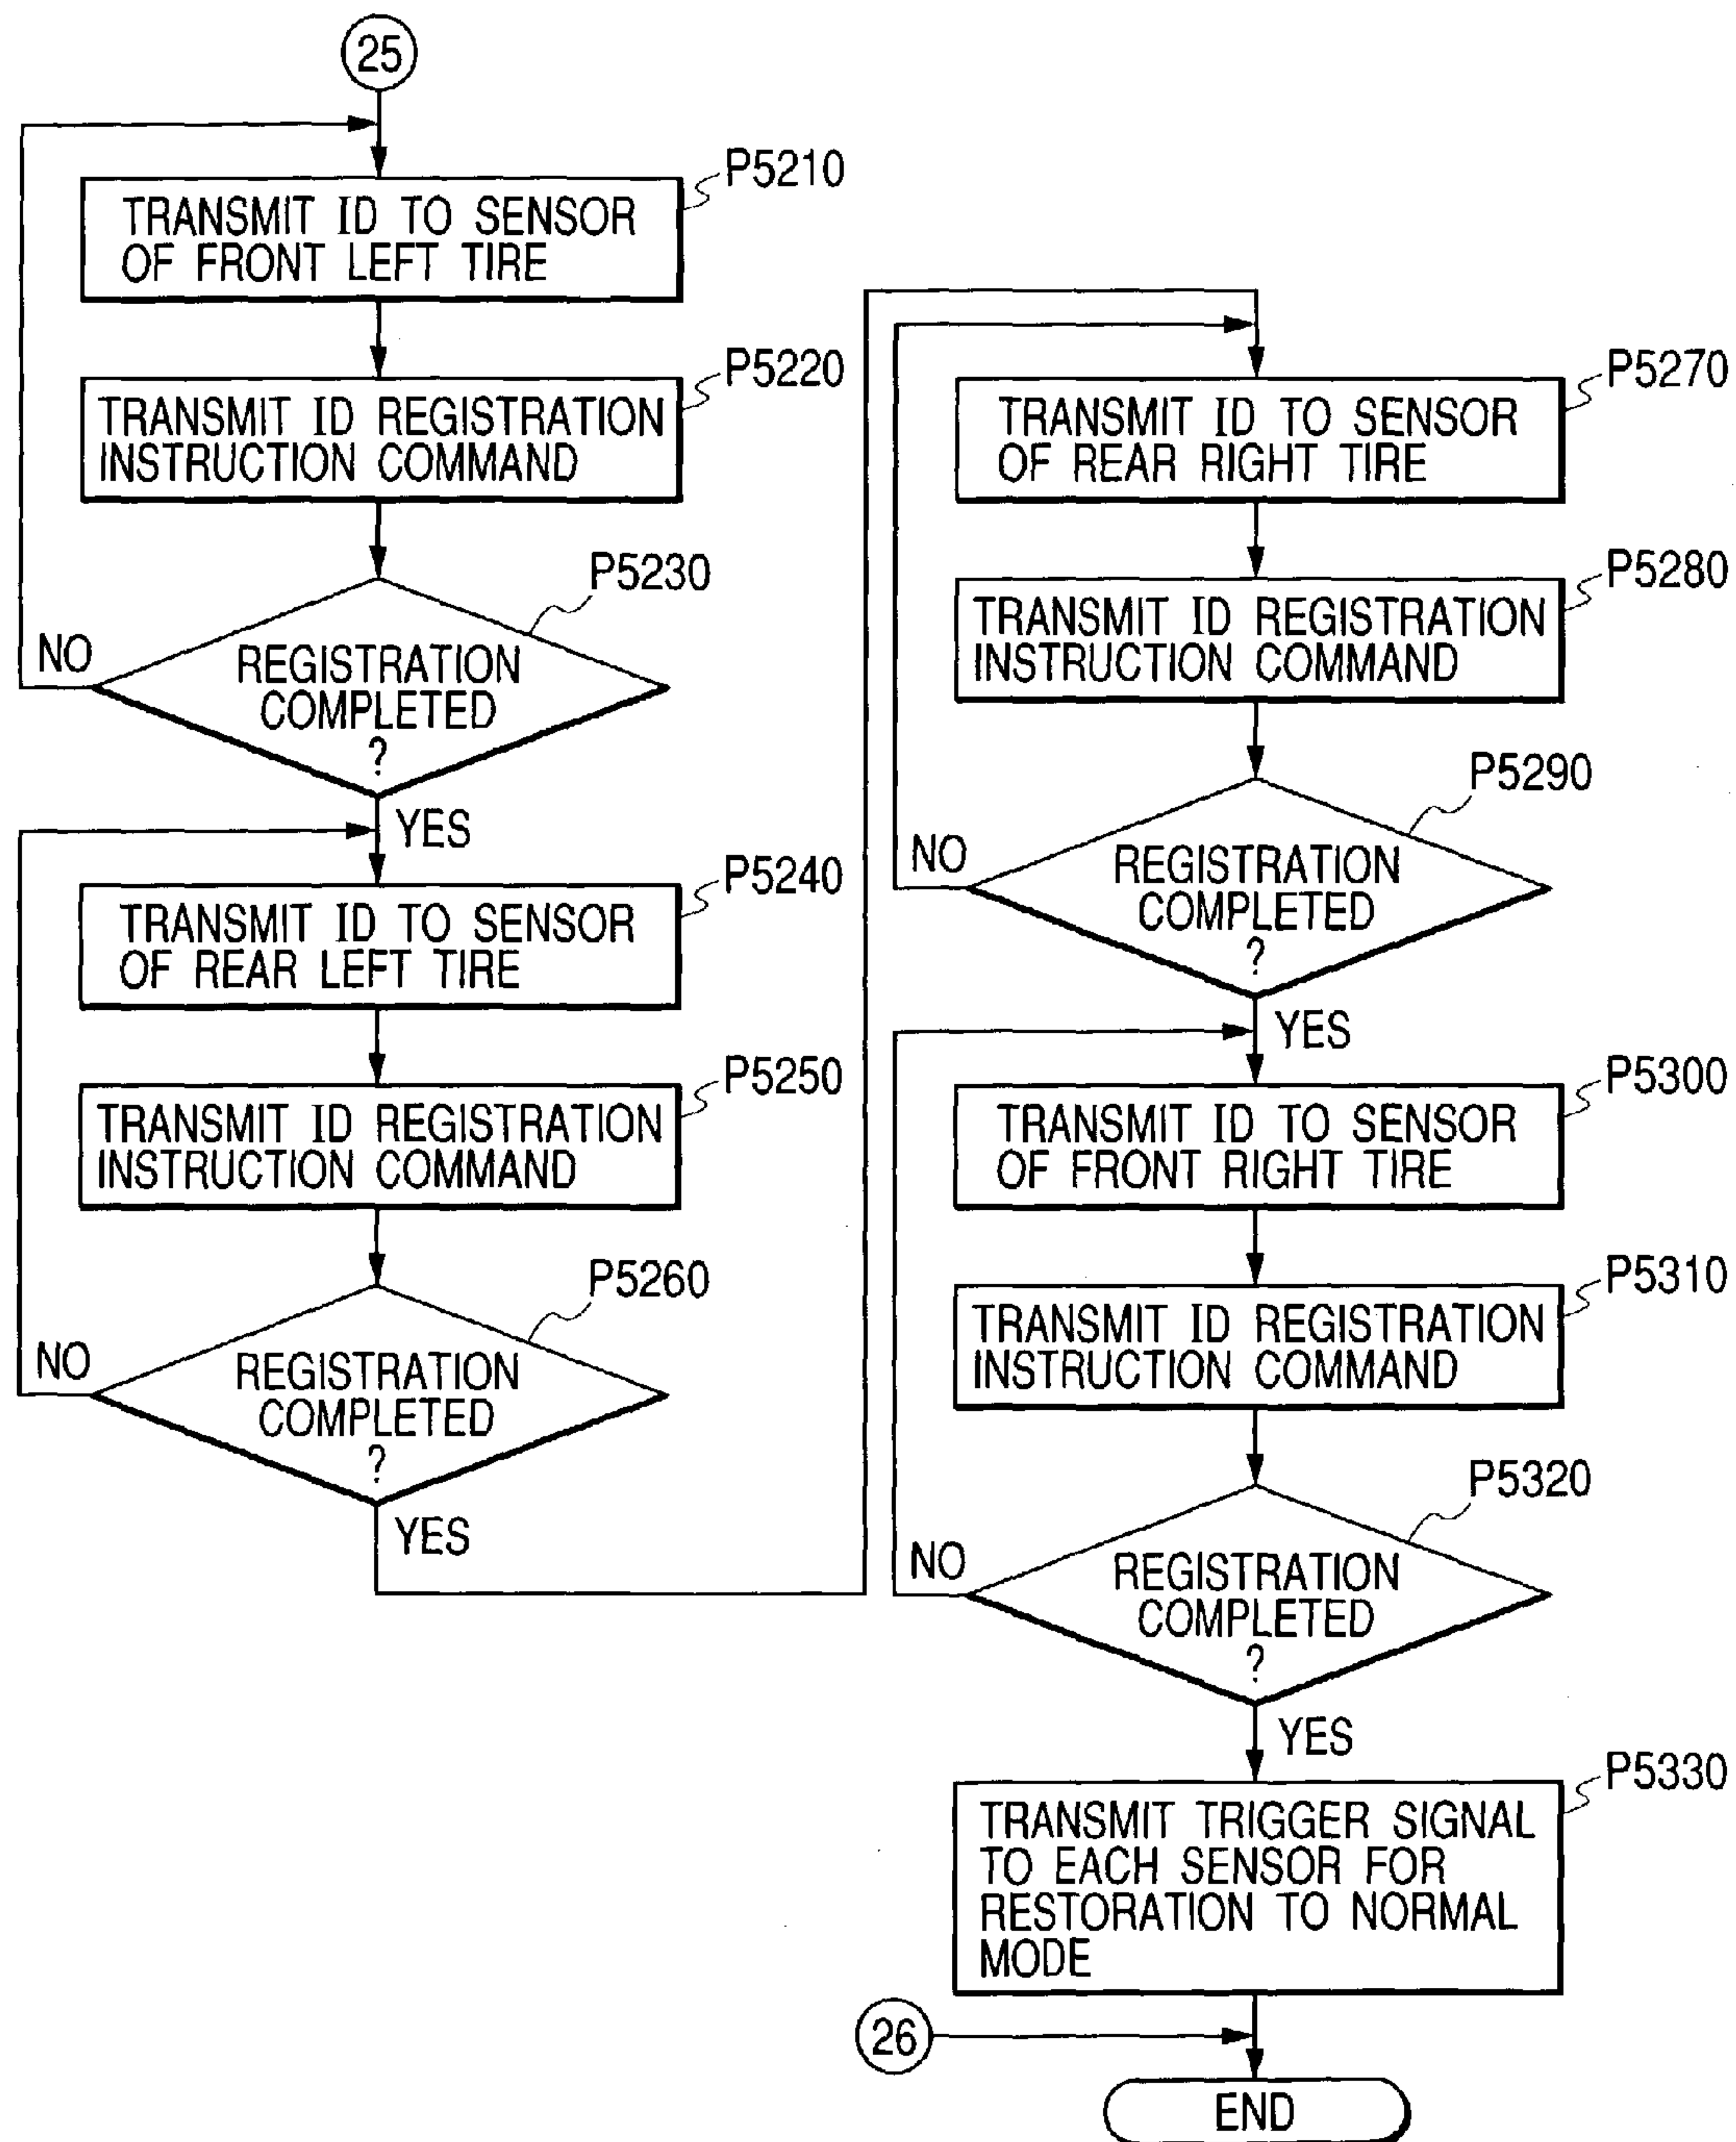 25
P5210
TRANSMIT ID TO SENSOR
OF FRONT LEFT TIRE
P5220
TRANSMIT ID REGISTRATION
INSTRUCTION COMMAND
P5230
NO
REGISTRATION
COMPLETED
?
YES
P5240
TRANSMIT ID TO SENSOR
OF REAR LEFT TIRE
P5250
TRANSMIT ID REGISTRATION
INSTRUCTION COMMAND
P5260
NO
REGISTRATION
COMPLETED
?
YES
P5270
TRANSMIT ID TO SENSOR
OF REAR RIGHT TIRE
P5280
TRANSMIT ID REGISTRATION
INSTRUCTION COMMAND
P5290
NO
REGISTRATION
COMPLETED
?
YES
P5300
TRANSMIT ID TO SENSOR
OF FRONT RIGHT TIRE
P5310
TRANSMIT ID REGISTRATION
INSTRUCTION COMMAND
P5320
NO
REGISTRATION
COMPLETED
?
YES
P5330
TRANSMIT TRIGGER SIGNAL
TO EACH SENSOR FOR
RESTORATION TO NORMAL
MODE
26
END